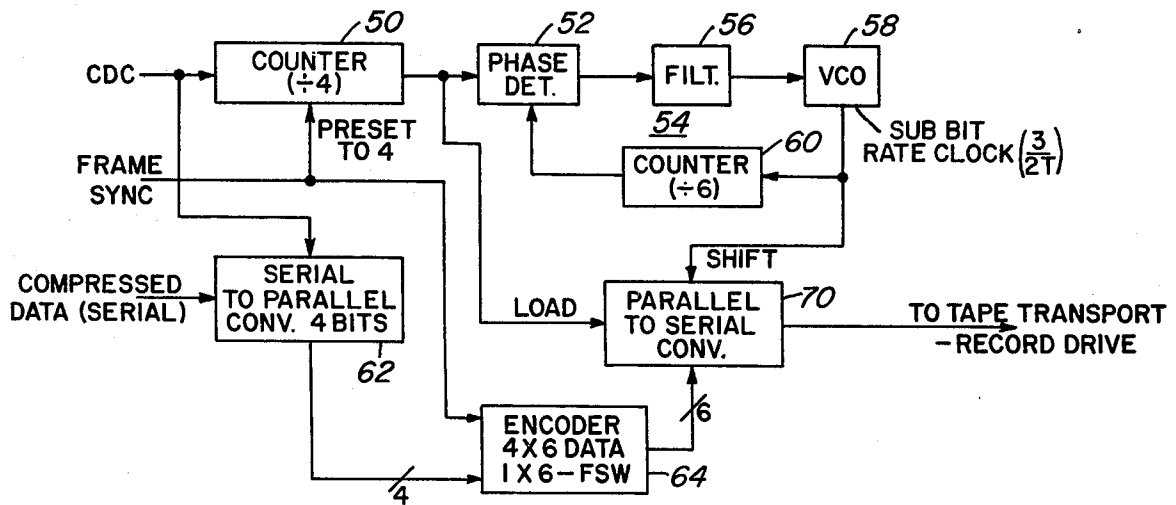 50
52
56
58
CDC
COUNTER
(÷4)
PHASE
DET.
FILT.
VCO
PRESET
TO 4
54
SUB BIT
RATE CLOCK (3/2T)
60
COUNTER
(÷6)
FRAME
SYNC
SHIFT
SERIAL
TO PARALLEL
CONV. 4 BITS
62
COMPRESSED
DATA (SERIAL)
LOAD
PARALLEL
TO SERIAL
CONV.
70
TO TAPE TRANSPORT
-RECORD DRIVE
6
ENCODER
4X6 DATA
1X6-FSW
64
4